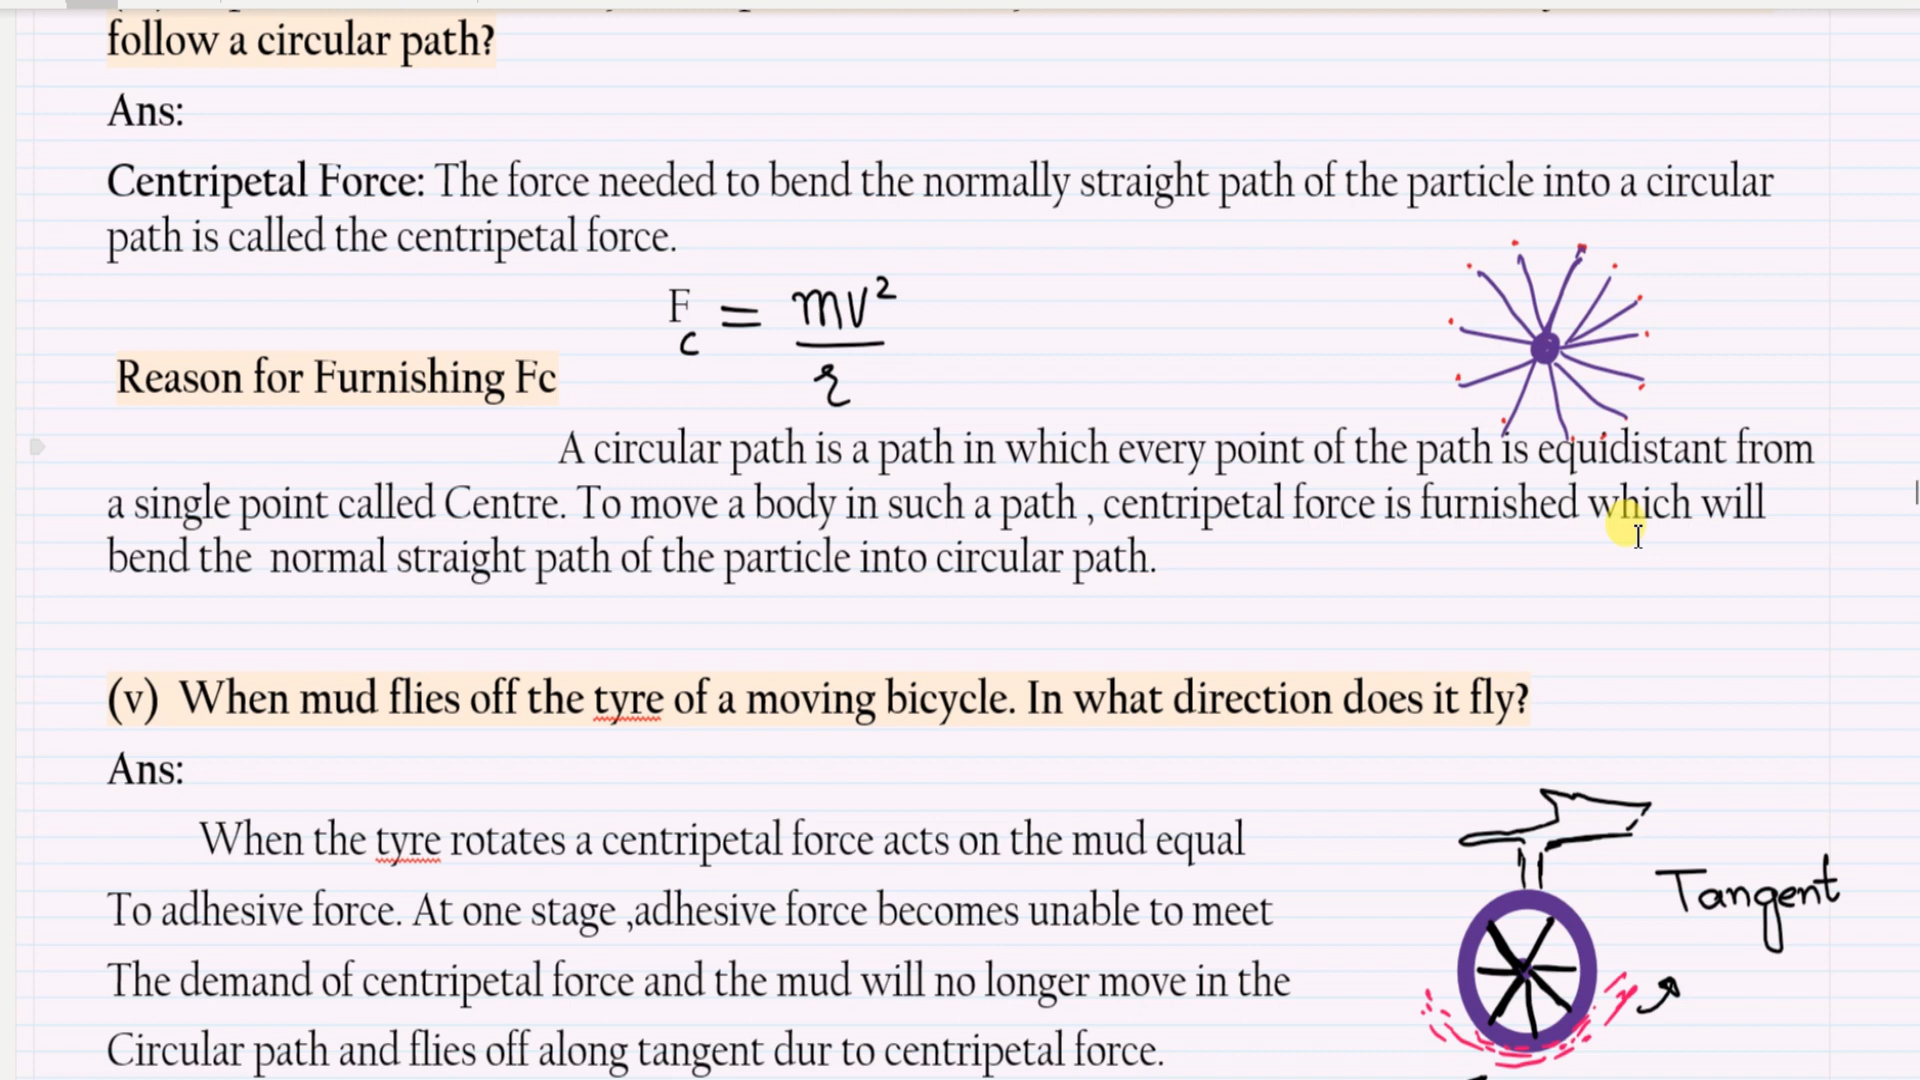 follow a circular path?
Ans:
Centripetal Force: The force needed to bend the normally straight path of the particle into a circular
path is called the centripetal force.
F_c = mv²/r
Reason for Furnishing Fc
A circular path is a path in which every point of the path is equidistant from
a single point called Centre. To move a body in such a path , centripetal force is furnished which will
bend the normal straight path of the particle into circular path.
(v) When mud flies off the tyre of a moving bicycle. In what direction does it fly?
Ans:
When the tyre rotates a centripetal force acts on the mud equal
To adhesive force. At one stage ,adhesive force becomes unable to meet
Tangent
The demand of centripetal force and the mud will no longer move in the
Circular path and flies off along tangent dur to centripetal force.